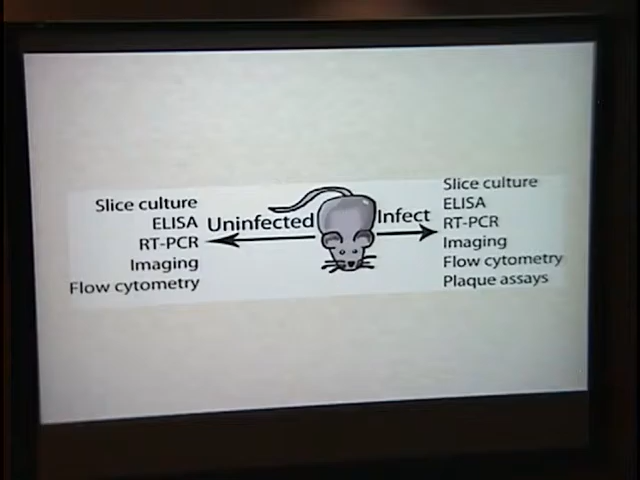 Slice culture
ELISA
RT-PCR
Imaging
Flow cytometry
Uninfected
Infect
Slice culture
ELISA
RT-PCR
Imaging
Flow cytometry
Plaque assays